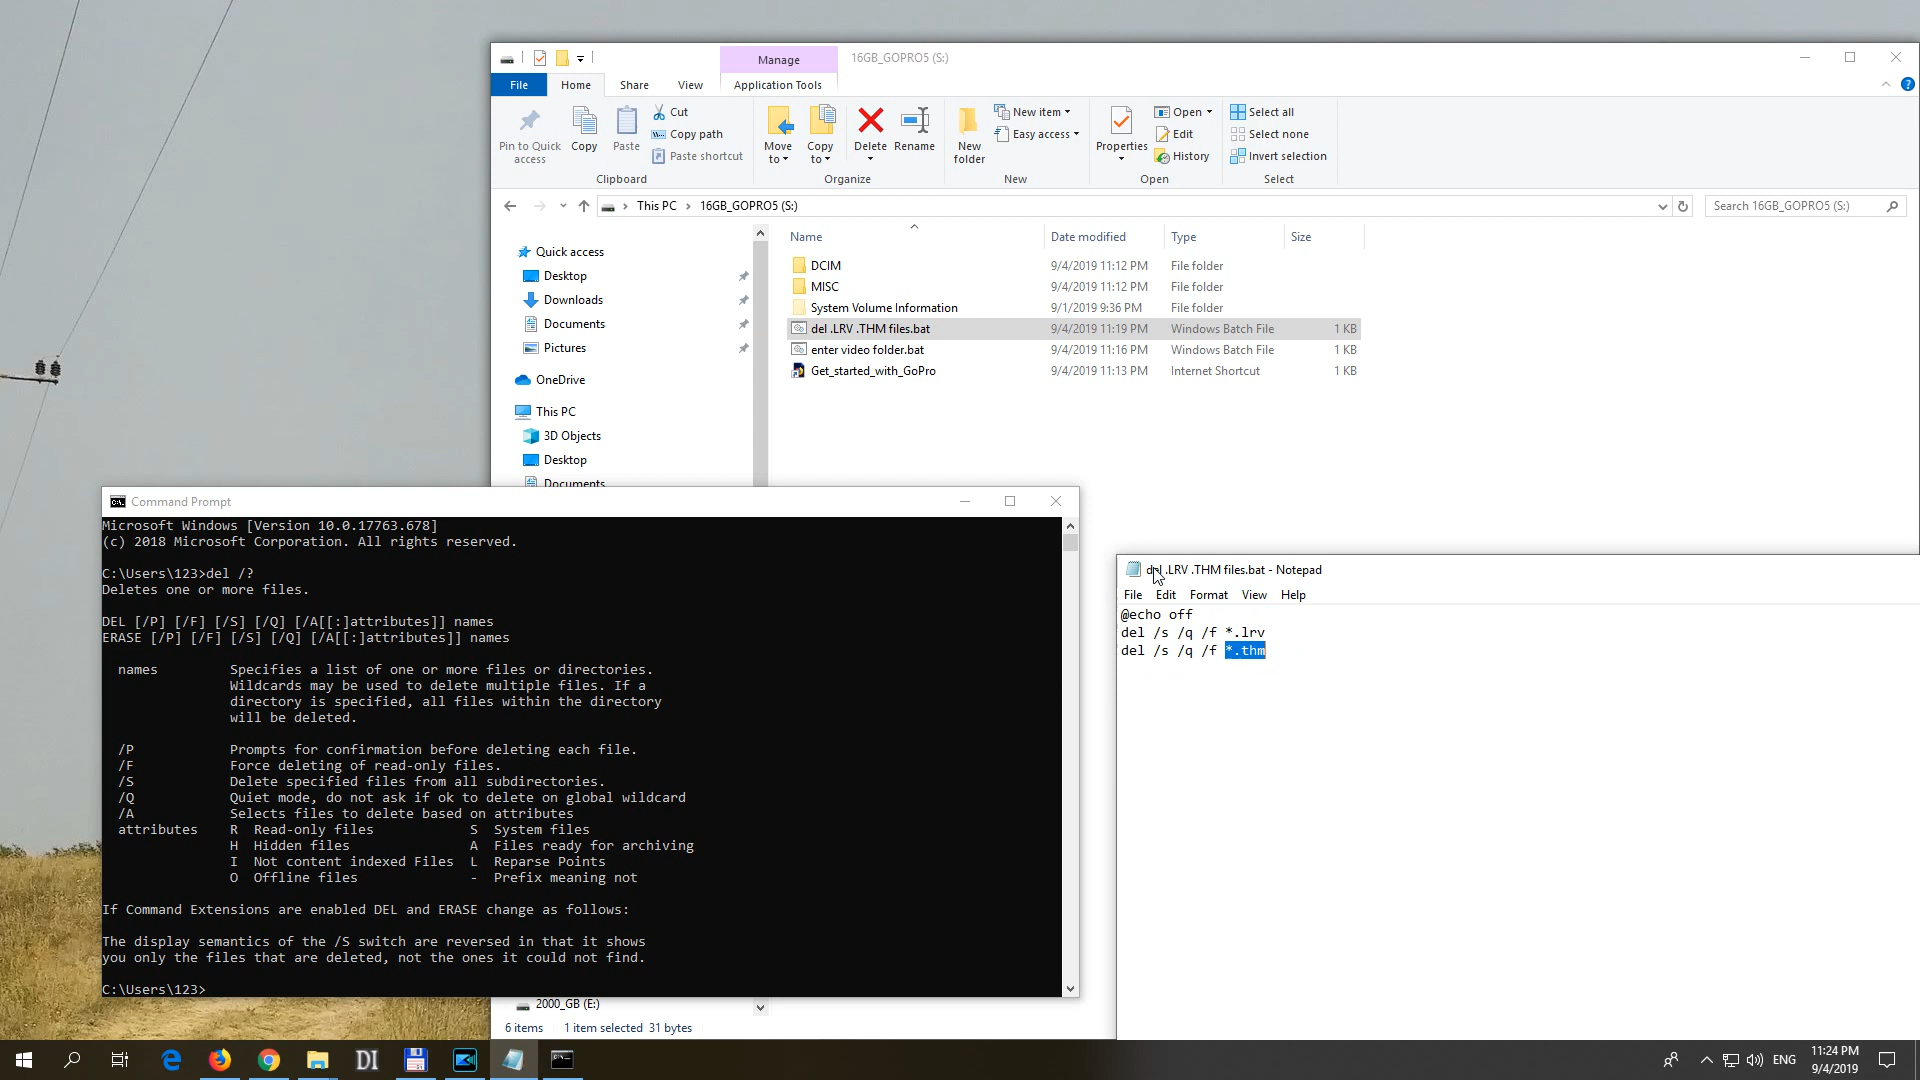 Manage
16GB_GOPRO5 (S:)
File
Home
Share
View
Application Tools
Pin to Quick access
Copy
Paste
Cut
Copy path
Paste shortcut
Clipboard
Move to
Copy to
Delete
Rename
Organize
New folder
New item
Easy access
New
Properties
Open
Edit
History
Open
Select all
Select none
Invert selection
Select
This PC > 16GB_GOPRO5 (S:)
Search 16GB_GOPRO5 (S:)
Quick access
Desktop
Downloads
Documents
Pictures
OneDrive
This PC
3D Objects
Desktop
Documents
2000_GB (E:)
Name Date modified Type Size
DCIM 9/4/2019 11:12 PM File folder
MISC 9/4/2019 11:12 PM File folder
System Volume Information 9/1/2019 9:36 PM File folder
del .LRV .THM files.bat 9/4/2019 11:19 PM Windows Batch File 1 KB
enter video folder.bat 9/4/2019 11:16 PM Windows Batch File 1 KB
Get_started_with_GoPro 9/4/2019 11:13 PM Internet Shortcut 1 KB
6 items 1 item selected 31 bytes
Command Prompt
Microsoft Windows [Version 10.0.17763.678]
(c) 2018 Microsoft Corporation. All rights reserved.
C:\Users\123>del /?
Deletes one or more files.
DEL [/P] [/F] [/S] [/Q] [/A[[:]attributes]] names
ERASE [/P] [/F] [/S] [/Q] [/A[[:]attributes]] names
names Specifies a list of one or more files or directories.
Wildcards may be used to delete multiple files. If a
directory is specified, all files within the directory
will be deleted.
/P Prompts for confirmation before deleting each file.
/F Force deleting of read-only files.
/S Delete specified files from all subdirectories.
/Q Quiet mode, do not ask if ok to delete on global wildcard
/A Selects files to delete based on attributes
attributes R Read-only files S System files
H Hidden files A Files ready for archiving
I Not content indexed Files L Reparse Points
O Offline files - Prefix meaning not
If Command Extensions are enabled DEL and ERASE change as follows:
The display semantics of the /S switch are reversed in that it shows
you only the files that are deleted, not the ones it could not find.
C:\Users\123>
del .LRV .THM files.bat - Notepad
File Edit Format View Help
@echo off
del /s /q /f *.lrv
del /s /q /f *.thm
DI
ENG
11:24 PM
9/4/2019